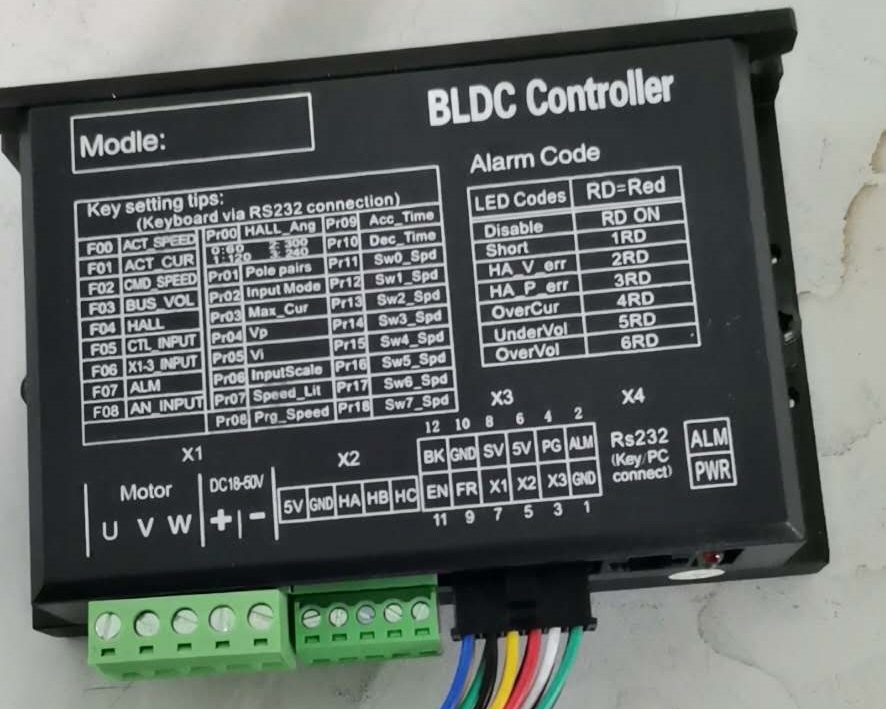 BLDC Controller
Modle:
Key setting tips:
(Keyboard via RS232 connection)
F00 ACT_SPEED Pr00 HALL_Ang Pr09 Acc_Time
0:60 2:300
1:120 3:240
F01 ACT_CUR Pr10 Dec_Time
F02 CMD_SPEED Pr01 Pole pairs Pr11 Sw0_Spd
F03 BUS_VOL Pr02 Input Mode Pr12 Sw1_Spd
F04 HALL Pr03 Max_Cur Pr13 Sw2_Spd
F05 CTL_INPUT Pr04 Vp Pr14 Sw3_Spd
F06 X1-3_INPUT Pr05 Vi Pr15 Sw4_Spd
F07 ALM Pr06 InputScale Pr16 Sw5_Spd
F08 AN_INPUT Pr07 Speed_Lit Pr17 Sw6_Spd
Pr08 Prg_Speed Pr18 Sw7_Spd
Alarm Code
LED Codes RD=Red
Disable RD ON
Short 1RD
HA_V_err 2RD
HA_P_err 3RD
OverCur 4RD
UnderVol 5RD
OverVol 6RD
X1
Motor DC18-50V
U V W + | -
X2
5V GND HA HB HC
X3
12 10 8 6 4 2
BK GND SV 5V PG ALM
EN FR X1 X2 X3 GND
11 9 7 5 3 1
X4
Rs232
(Key/PC
connect)
ALM
PWR